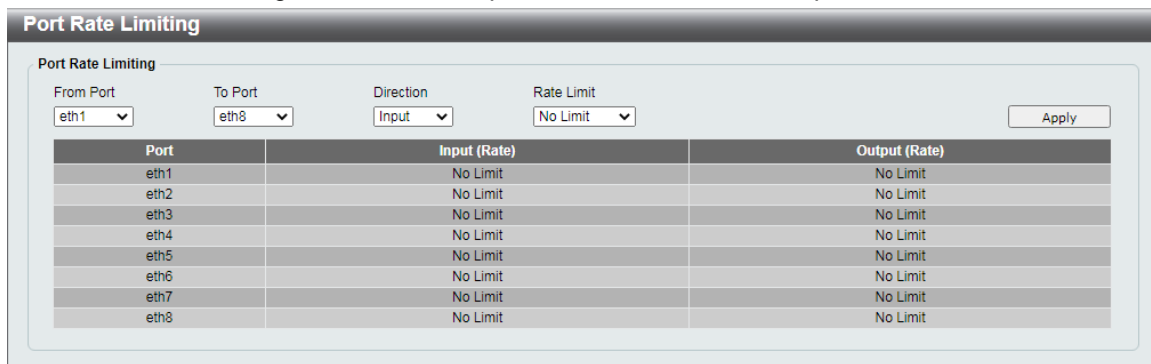 Port Rate Limiting
Port Rate Limiting
From Port To Port Direction Rate Limit
eth1 eth8 Input No Limit Apply
Port Input (Rate) Output (Rate)
eth1 No Limit No Limit
eth2 No Limit No Limit
eth3 No Limit No Limit
eth4 No Limit No Limit
eth5 No Limit No Limit
eth6 No Limit No Limit
eth7 No Limit No Limit
eth8 No Limit No Limit